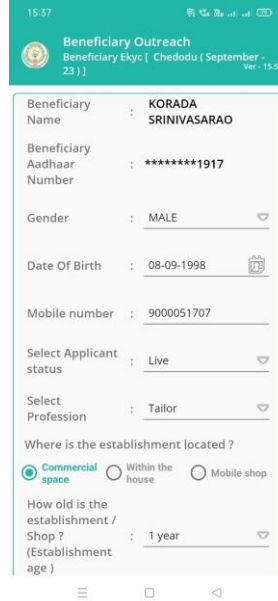 15:37
Beneficiary Outreach
Beneficiary Ekyc [ Chedodu ( September -
23 ) ]
Ver - 15.5
Beneficiary
Name : KORADA
SRINIVASARAO
Beneficiary
Aadhaar
Number : ********1917
Gender : MALE
Date Of Birth : 08-09-1998
Mobile number : 9000051707
Select Applicant
status : Live
Select
Profession : Tailor
Where is the establishment located ?
Commercial
space
Within the
house
Mobile shop
How old is the
establishment /
Shop ? : 1 year
(Establishment
age )